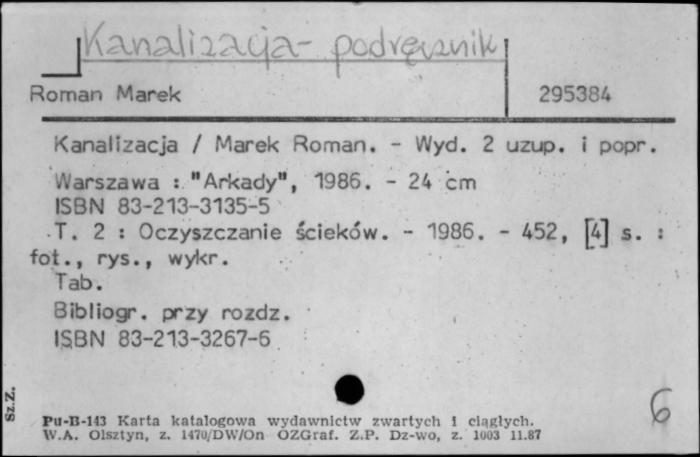 Kanalizacja - podręcznik
Roman Marek 295384
Kanalizacja / Marek Roman. - Wyd. 2 uzup. i popr.
Warszawa : "Arkady", 1986. - 24 cm
ISBN 83-213-3135-5
T. 2 : Oczyszczanie ścieków. - 1986. - 452, [4] s. :
fot., rys., wykr.
Tab.
Bibliogr. przy rozdz.
ISBN 83-213-3267-6
6
Sz.Z.
Pu-B-143 Karta katalogowa wydawnictw zwartych i ciągłych.
W.A. Olsztyn, z. 1470/DW/On OZGraf. Z.P. Dz-wo, z. 1003 11.87